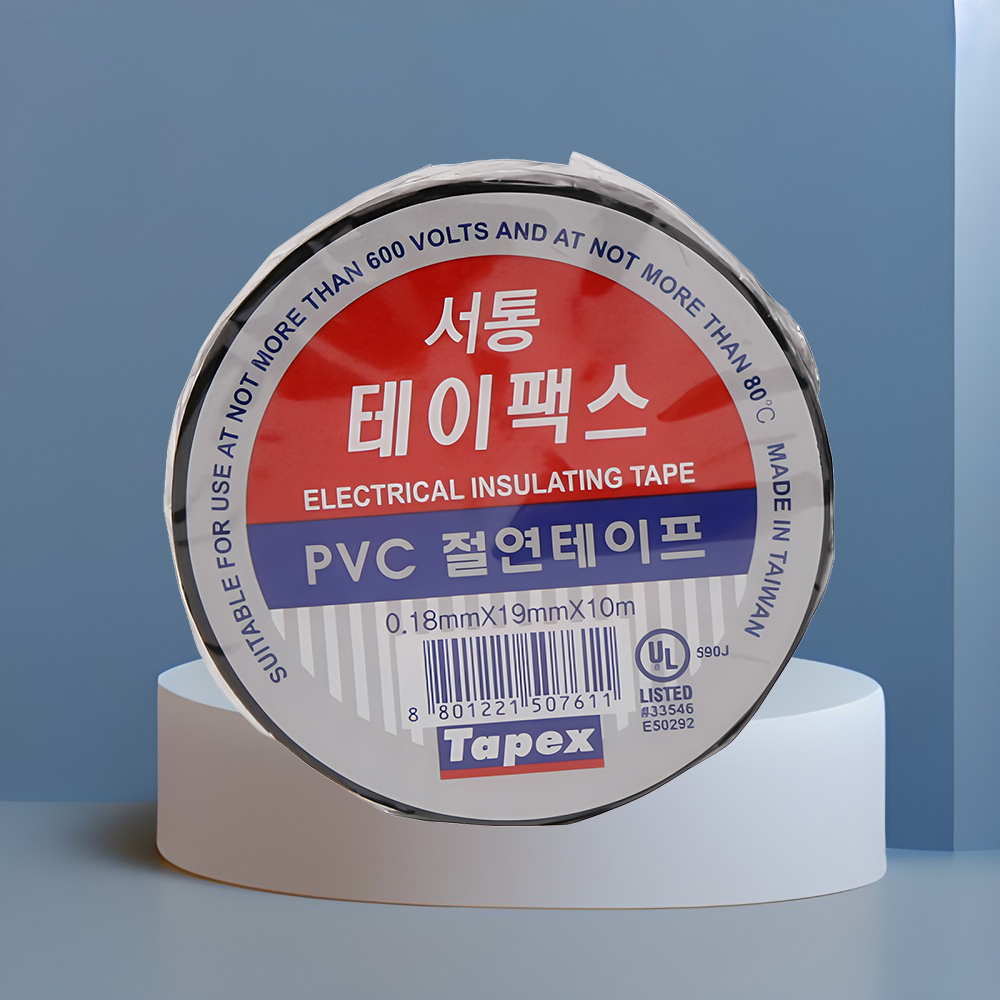 SUITABLE FOR USE AT NOT MORE THAN 600 VOLTS AND AT NOT MORE THAN 80℃ MADE IN TAIWAN
서통
테이팩스
ELECTRICAL INSULATING TAPE
PVC 절연테이프
0.18mmX19mmX10m
8 801221 507611
UL S90J
LISTED
#33546
E50292
Tapex